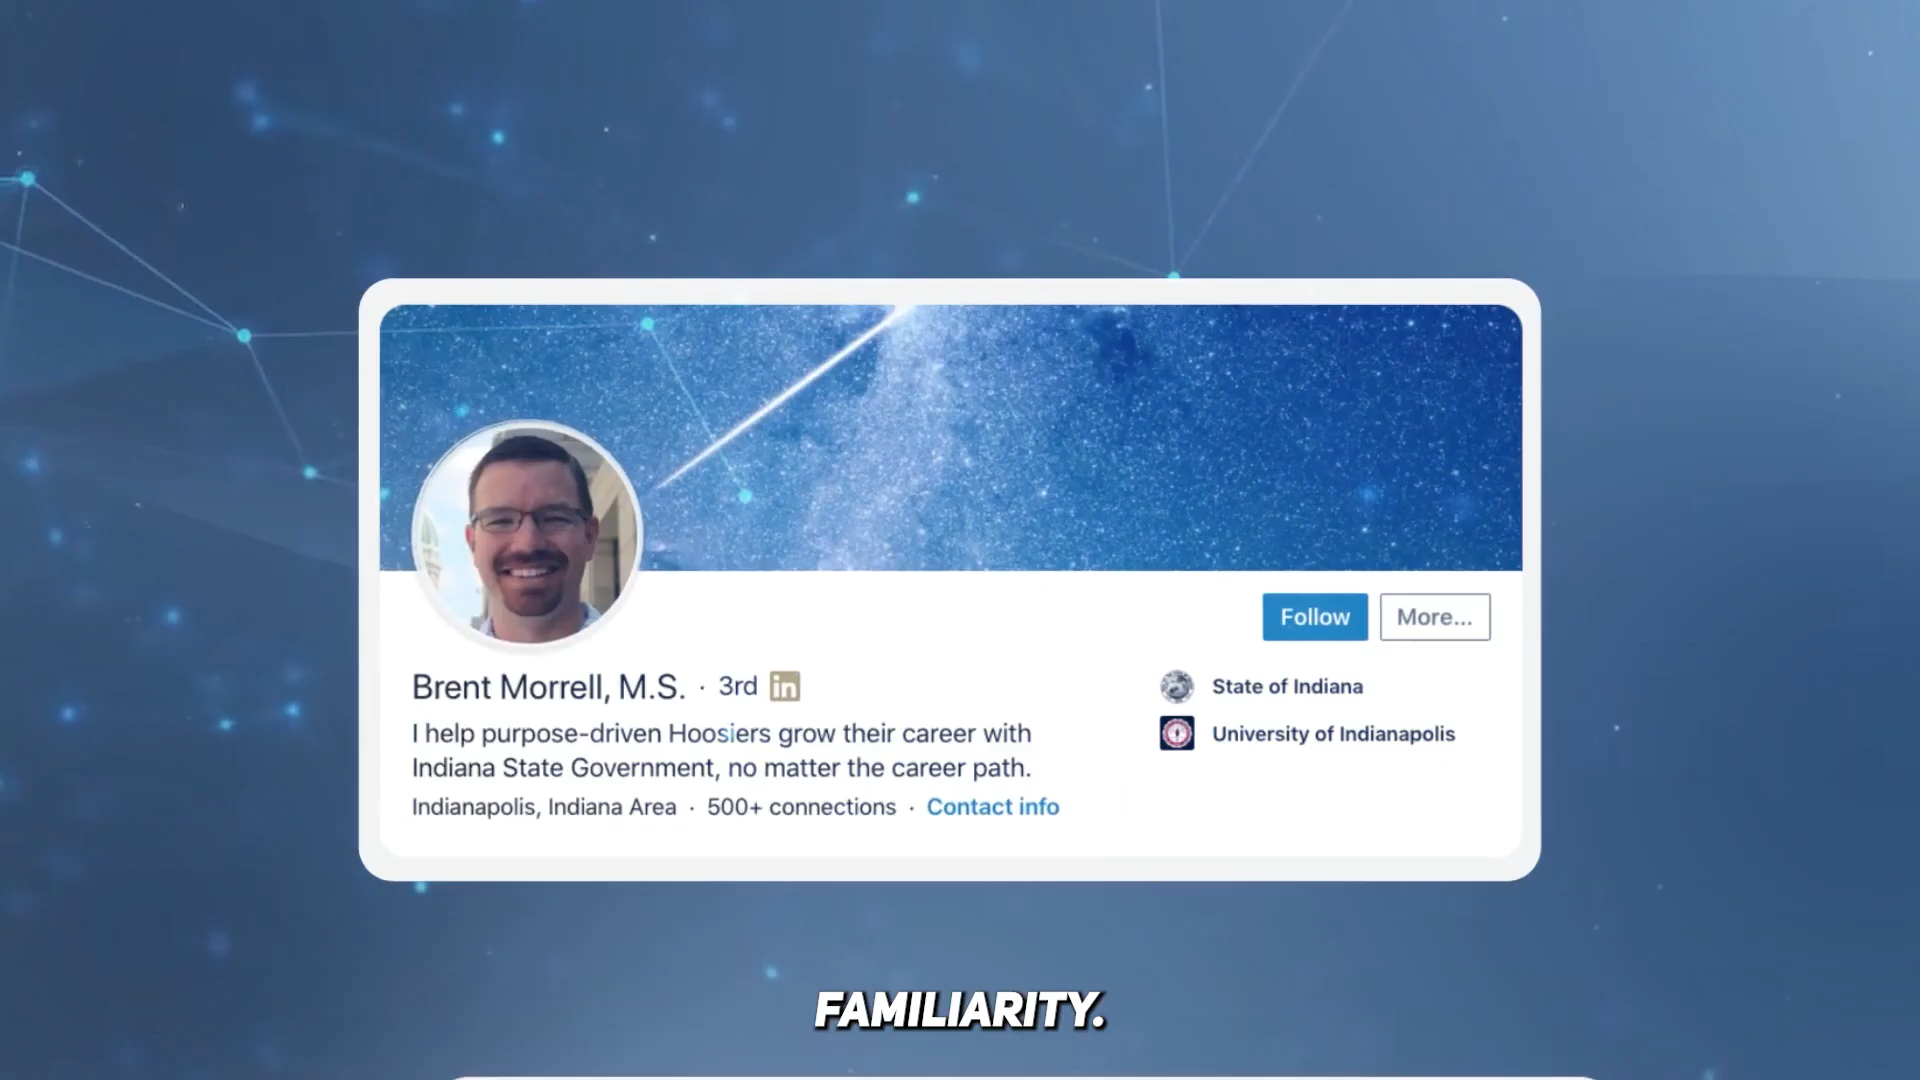 Follow
More...
Brent Morrell, M.S. · 3rd in
State of Indiana
I help purpose-driven Hoosiers grow their career with
Indiana State Government, no matter the career path.
University of Indianapolis
Indianapolis, Indiana Area · 500+ connections · Contact info
FAMILIARITY.